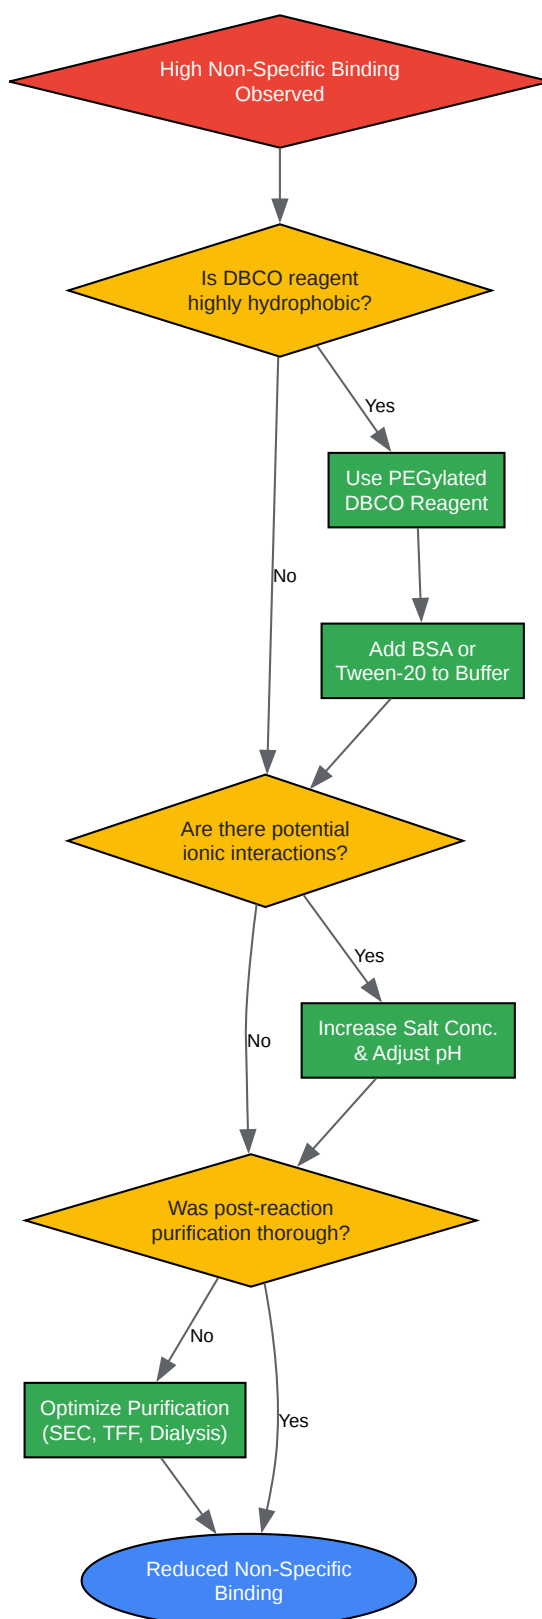 High Non-Specific Binding
Observed
Is DBCO reagent
highly hydrophobic?
Yes
Use PEGylated
DBCO Reagent
No
Add BSA or
Tween-20 to Buffer
Are there potential
ionic interactions?
Yes
Increase Salt Conc.
& Adjust pH
No
Was post-reaction
purification thorough?
No
Optimize Purification
(SEC, TFF, Dialysis)
Yes
Reduced Non-Specific
Binding